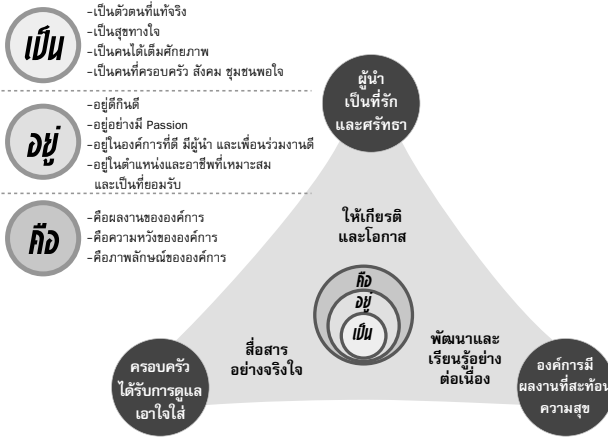 เป็น
-เป็นตัวตนที่แท้จริง
-เป็นสุขทางใจ
-เป็นคนได้เต็มศักยภาพ
-เป็นคนที่ครอบครัว สังคม ชุมชนพอใจ
อยู่
-อยู่ดีกินดี
-อยู่อย่างมี Passion
-อยู่ในองค์การที่ดี มีผู้นำ และเพื่อนร่วมงานดี
-อยู่ในตำแหน่งและอาชีพที่เหมาะสม
และเป็นที่ยอมรับ
คือ
-คือผลงานขององค์การ
-คือความหวังขององค์การ
-คือภาพลักษณ์ขององค์การ
ผู้นำ
เป็นที่รัก
และศรัทธา
ให้เกียรติ
และโอกาส
คือ
อยู่
เป็น
สื่อสาร
อย่างจริงใจ
พัฒนาและ
เรียนรู้อย่าง
ต่อเนื่อง
ครอบครัว
ได้รับการดูแล
เอาใจใส่
องค์การมี
ผลงานที่สะท้อน
ความสุข